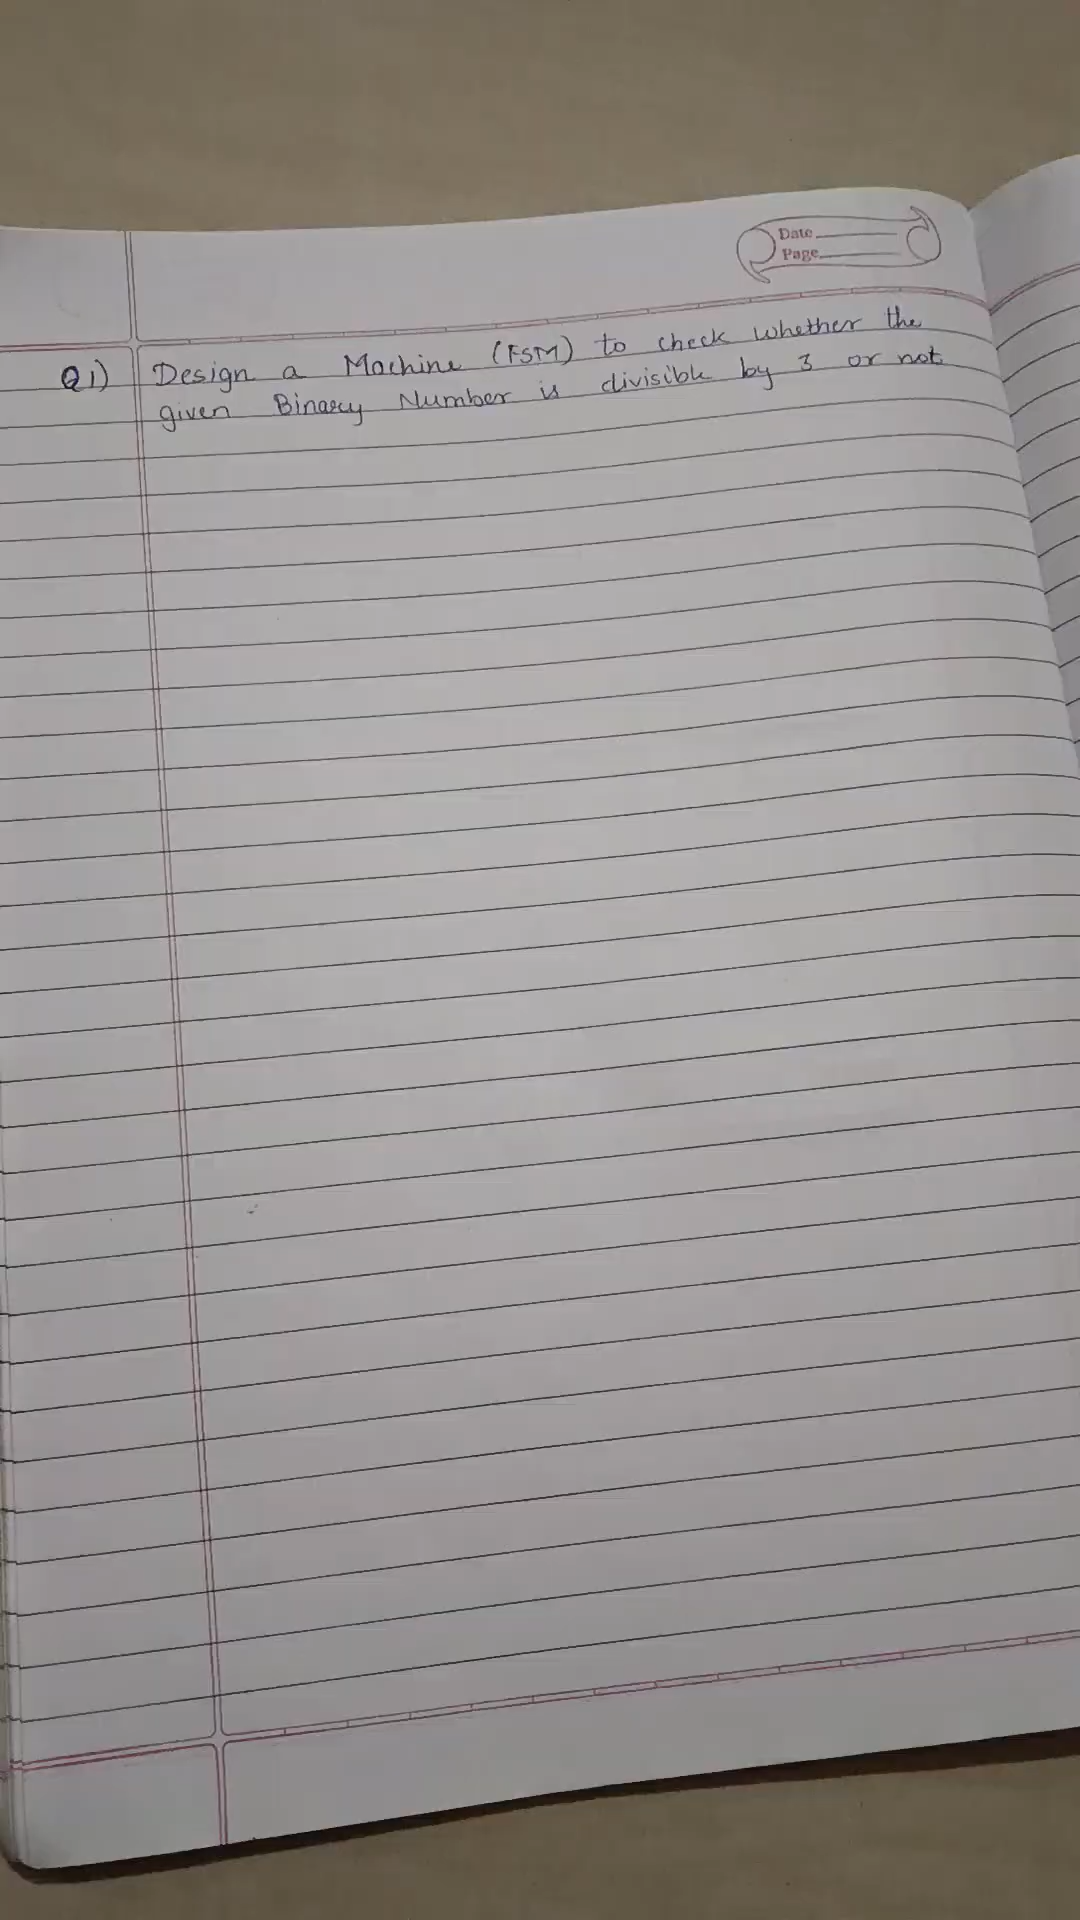 Date
Page
Q1) Design a Machine (FSM) to check whether the
given Binary Number is divisible by 3 or not